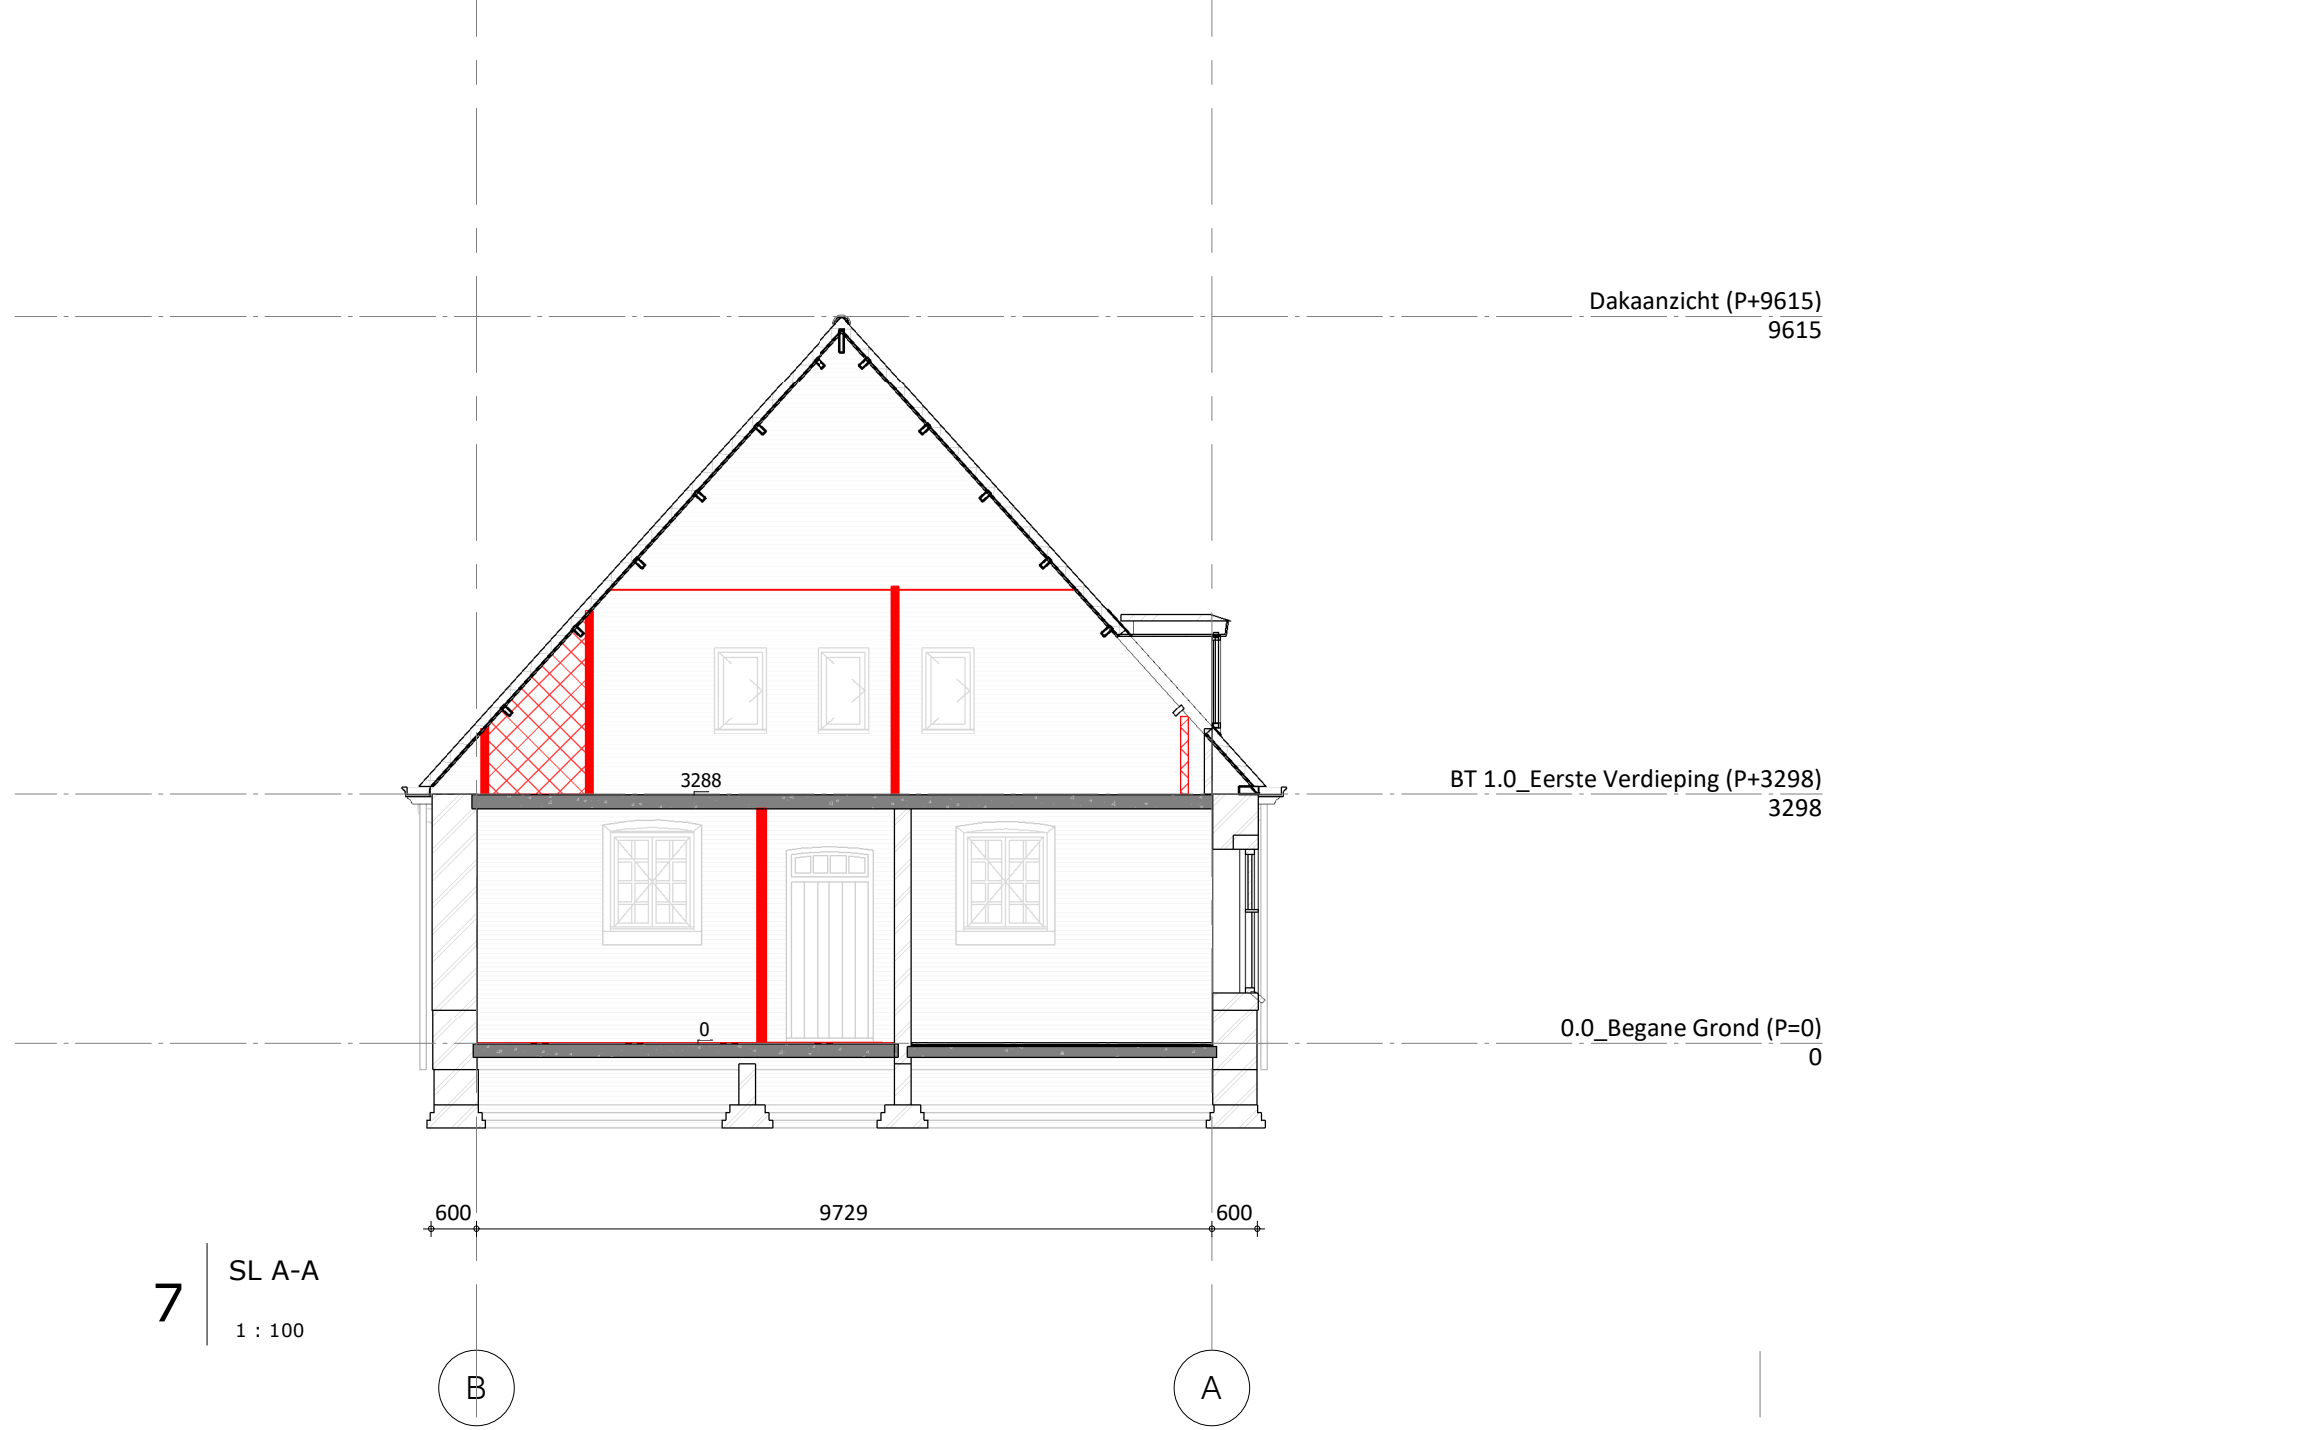 Dakaanzicht (P+9615)
9615
3288
BT 1.0_Eerste Verdieping (P+3298)
3298
0
0.0_Begane Grond (P=0)
0
600
9729
600
7
SL A-A
1 : 100
B
A